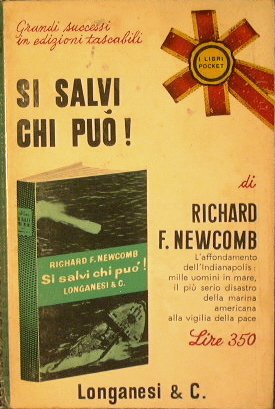 Grandi successi
in edizioni tascabili
I LIBRI
POCKET
SI SALVI
CHI PUÓ!
di
RICHARD
F. NEWCOMB
L'affondamento
dell'Indianapolis:
mille uomini in mare,
il più serio disastro
della marina
americana
alla vigilia della pace
Lire 350
RICHARD F. NEWCOMB
Si salvi chi può!
LONGANESI & C.
Longanesi & C.